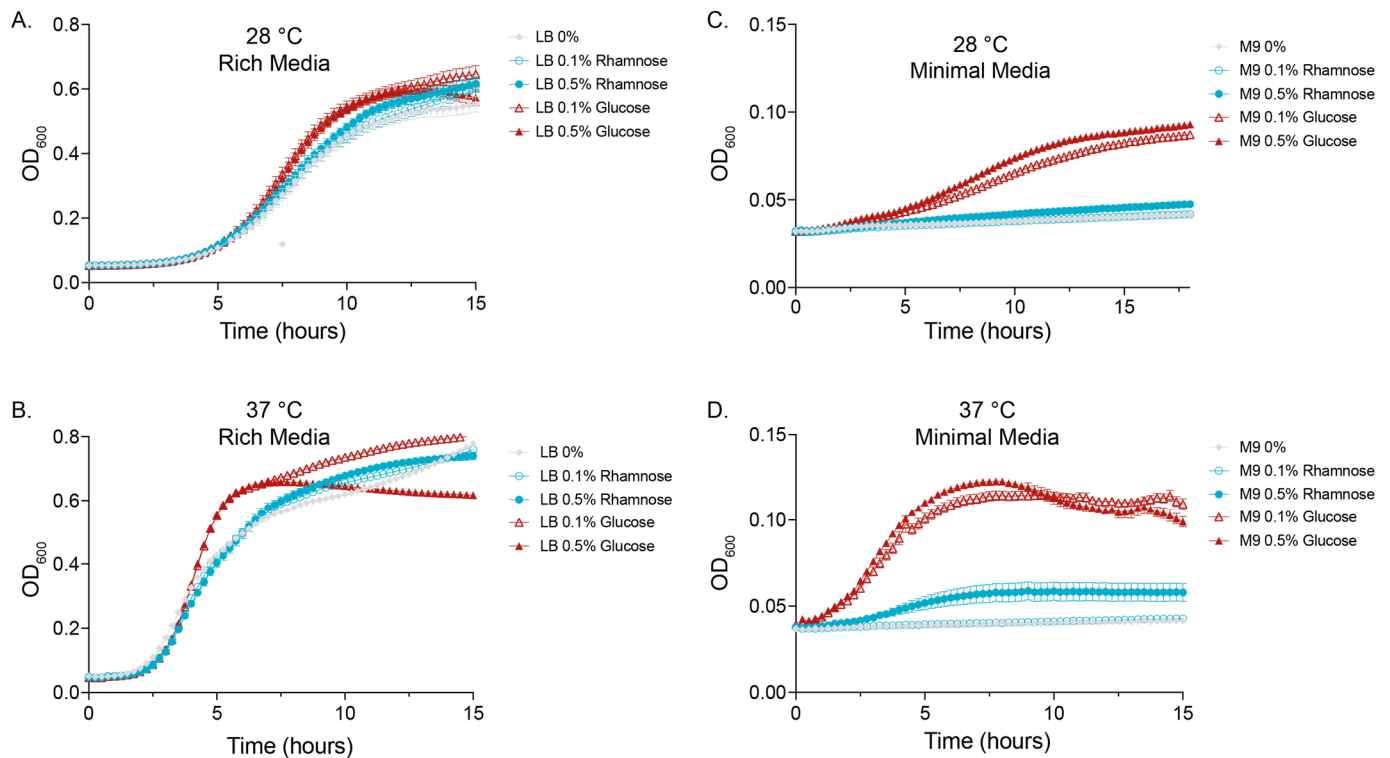 A.
28 °C
Rich Media
0.8
0.6
0.4
0.2
0.0
OD600
0
5
10
15
Time (hours)
LB 0%
LB 0.1% Rhamnose
LB 0.5% Rhamnose
LB 0.1% Glucose
LB 0.5% Glucose
C.
28 °C
Minimal Media
0.15
0.10
0.05
0.00
OD600
0
5
10
15
Time (hours)
M9 0%
M9 0.1% Rhamnose
M9 0.5% Rhamnose
M9 0.1% Glucose
M9 0.5% Glucose
B.
37 °C
Rich Media
0.8
0.6
0.4
0.2
0.0
OD600
0
5
10
15
Time (hours)
LB 0%
LB 0.1% Rhamnose
LB 0.5% Rhamnose
LB 0.1% Glucose
LB 0.5% Glucose
D.
37 °C
Minimal Media
0.15
0.10
0.05
0.00
OD600
0
5
10
15
Time (hours)
M9 0%
M9 0.1% Rhamnose
M9 0.5% Rhamnose
M9 0.1% Glucose
M9 0.5% Glucose